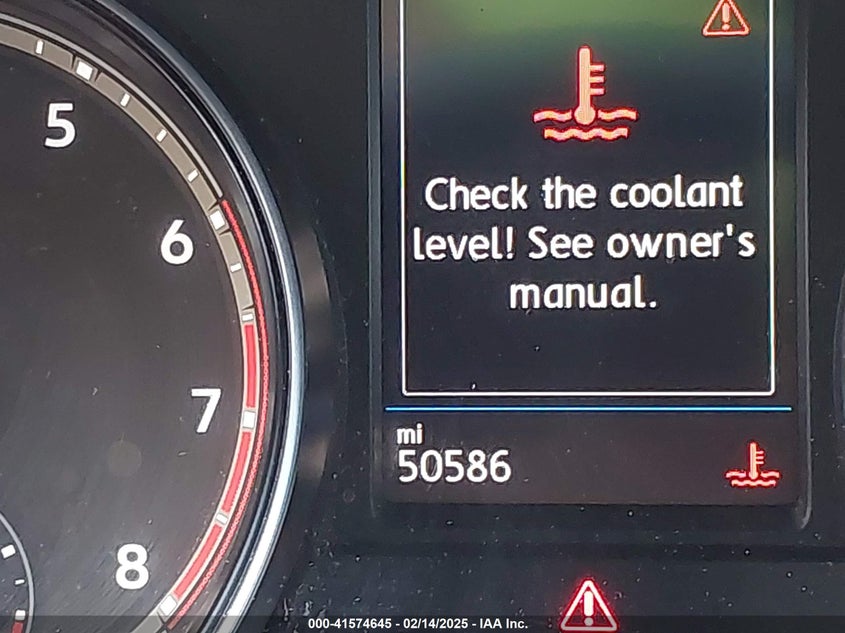 5
6
7
8
Check the coolant
level! See owner's
manual.
mi
50586
000-41574645 - 02/14/2025 - IAA Inc.